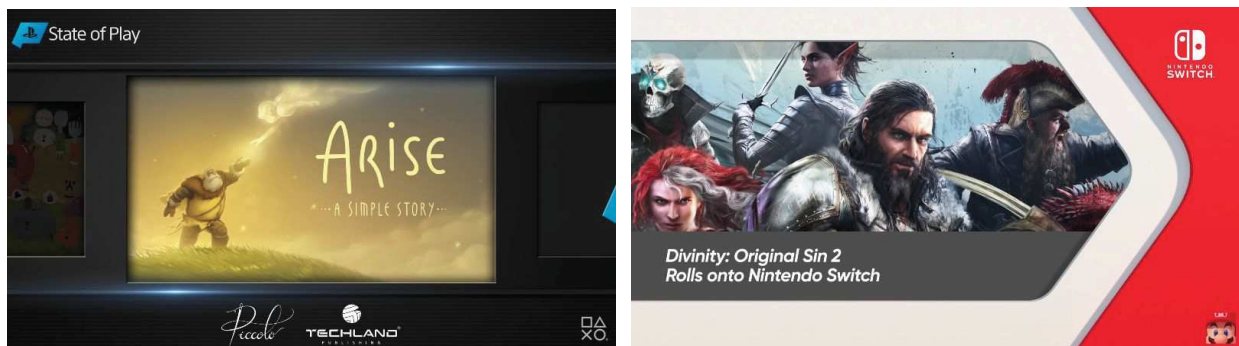 State of Play
ARISE
A SIMPLE STORY
Piccolo
TECHLAND
PUBLISHING
NINTENDO
SWITCH
Divinity: Original Sin 2
Rolls onto Nintendo Switch